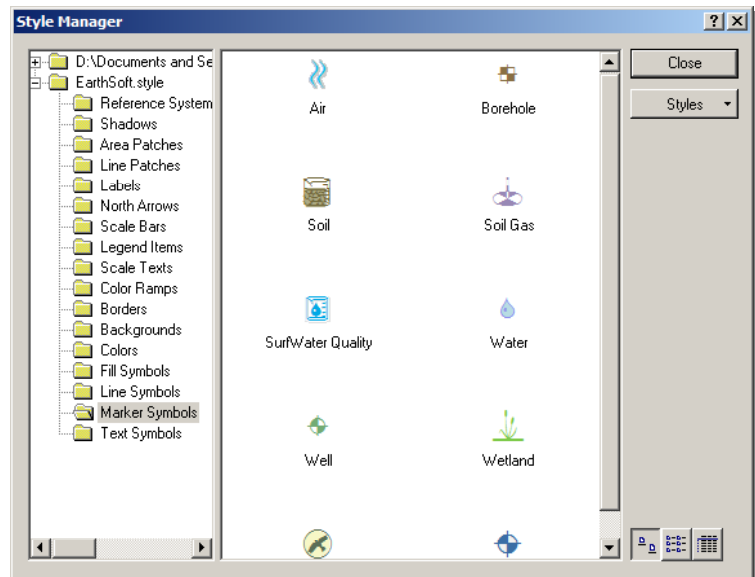 Style Manager
D:\Documents and Se
EarthSoft.style
Reference System
Shadows
Area Patches
Line Patches
Labels
North Arrows
Scale Bars
Legend Items
Scale Texts
Color Ramps
Borders
Backgrounds
Colors
Fill Symbols
Line Symbols
Marker Symbols
Text Symbols
Air Borehole
Soil Soil Gas
SurfWater Quality Water
Well Wetland
Close
Styles